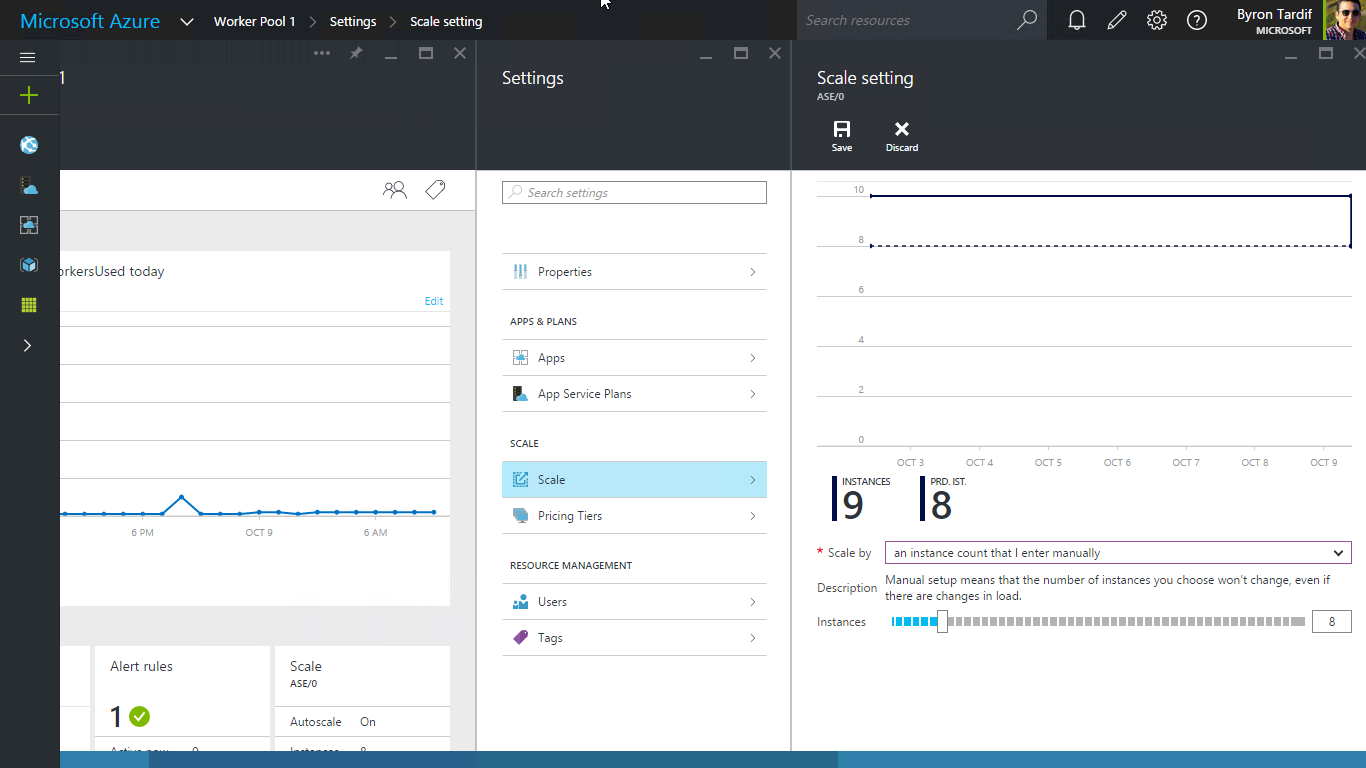 Microsoft Azure
Worker Pool 1
Settings
Scale setting
Search resources
Byron Tardif
MICROSOFT
1
orkersUsed today
Edit
6 PM
OCT 9
6 AM
Alert rules
1
Scale
ASE/0
Autoscale On
Settings
Search settings
Properties
APPS & PLANS
Apps
App Service Plans
SCALE
Scale
Pricing Tiers
RESOURCE MANAGEMENT
Users
Tags
Scale setting
ASE/0
Save
Discard
10
8
6
4
2
0
OCT 3
OCT 4
OCT 5
OCT 6
OCT 7
OCT 8
OCT 9
INSTANCES
9
PRD. IST.
8
* Scale by
an instance count that I enter manually
Description
Manual setup means that the number of instances you choose won't change, even if
there are changes in load.
Instances
8